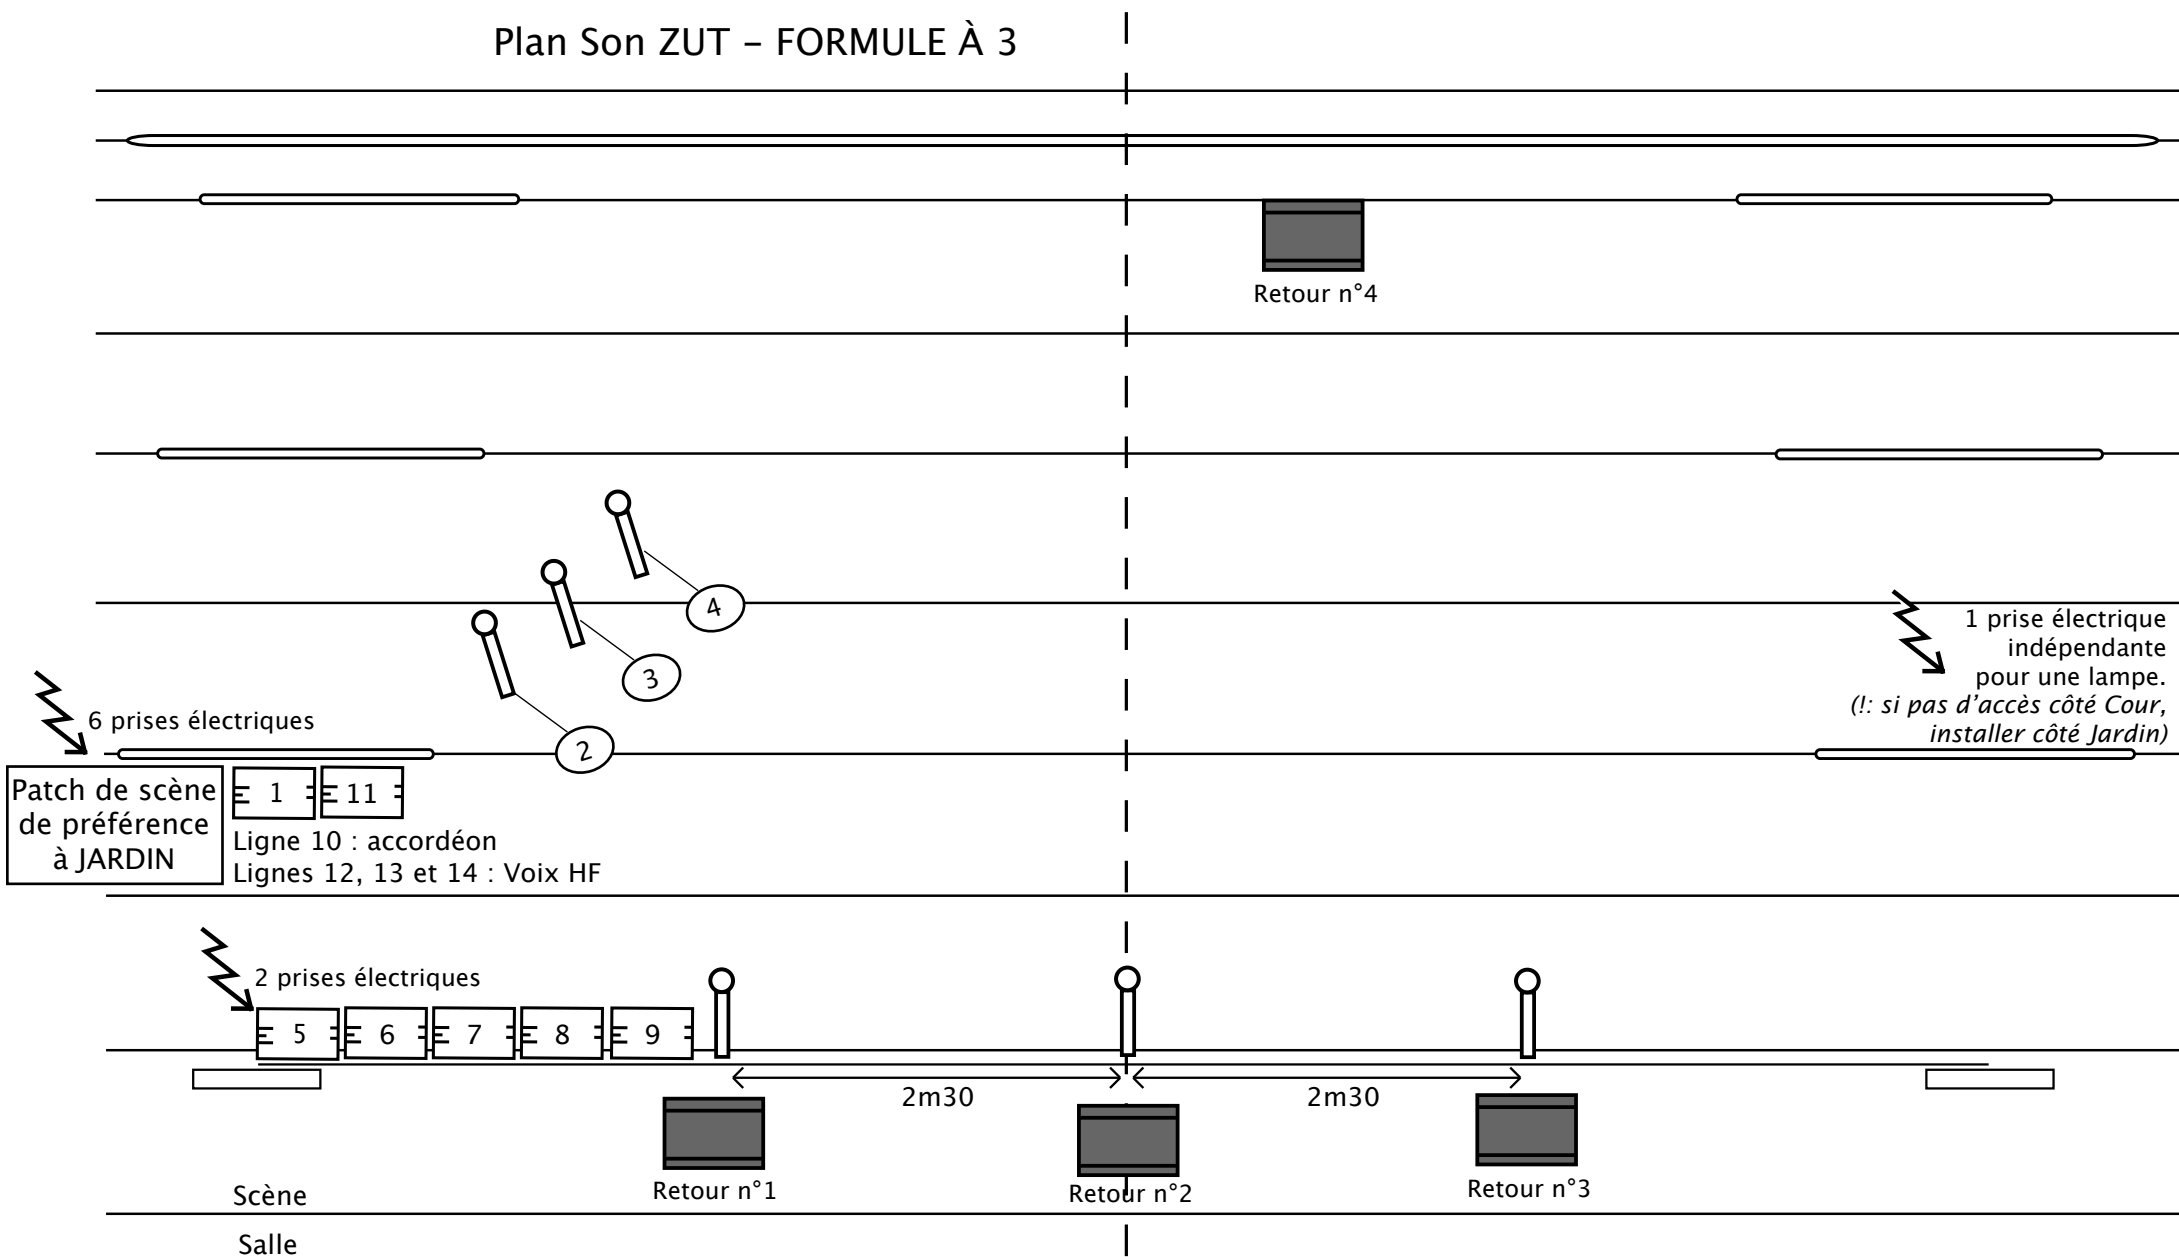 Plan Son ZUT – FORMULE À 3
Retour n°4
4
3
2
1 prise électrique
indépendante
pour une lampe.
(!: si pas d'accès côté Cour,
installer côté Jardin)
6 prises électriques
Patch de scène
de préférence
à JARDIN
1
11
Ligne 10 : accordéon
Lignes 12, 13 et 14 : Voix HF
2 prises électriques
5
6
7
8
9
2m30
2m30
Retour n°1
Retour n°2
Retour n°3
Scène
Salle